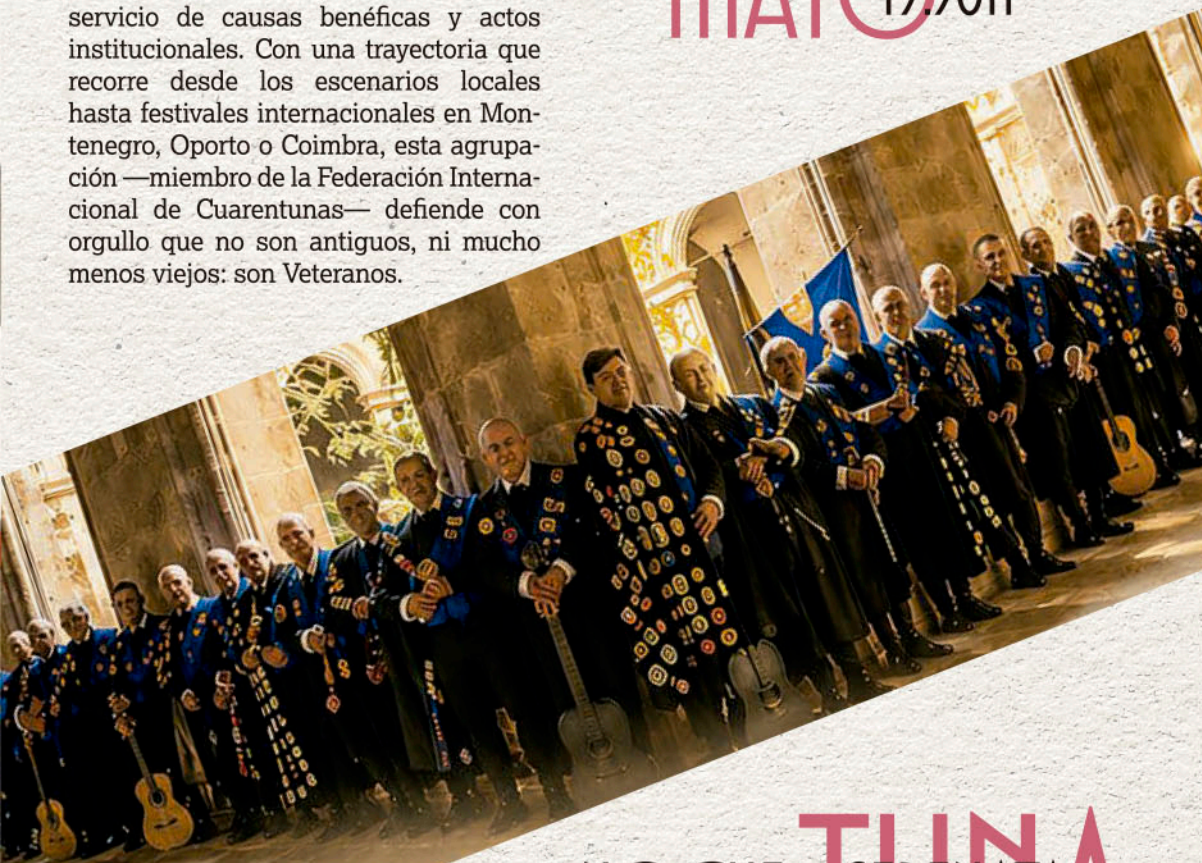 servicio de causas benéficas y actos
institucionales. Con una trayectoria que
recorre desde los escenarios locales
hasta festivales internacionales en Mon-
tenegro, Oporto o Coimbra, esta agrupa-
ción —miembro de la Federación Interna-
cional de Cuarentunas— defiende con
orgullo que no son antiguos, ni mucho
menos viejos: son Veteranos.
MAYO
TUNA